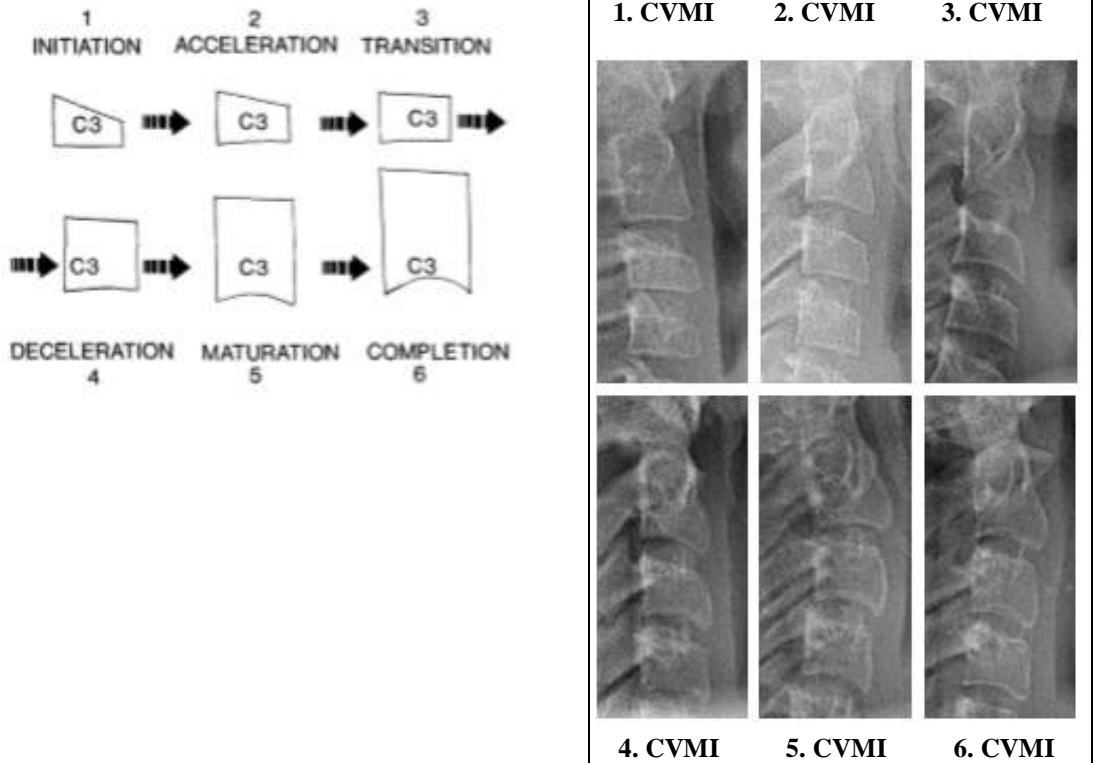 1 2 3
INITIATION ACCELERATION TRANSITION
C3 C3 C3
C3 C3 C3
DECELERATION MATURATION COMPLETION
4 5 6
1. CVMI 2. CVMI 3. CVMI
4. CVMI 5. CVMI 6. CVMI